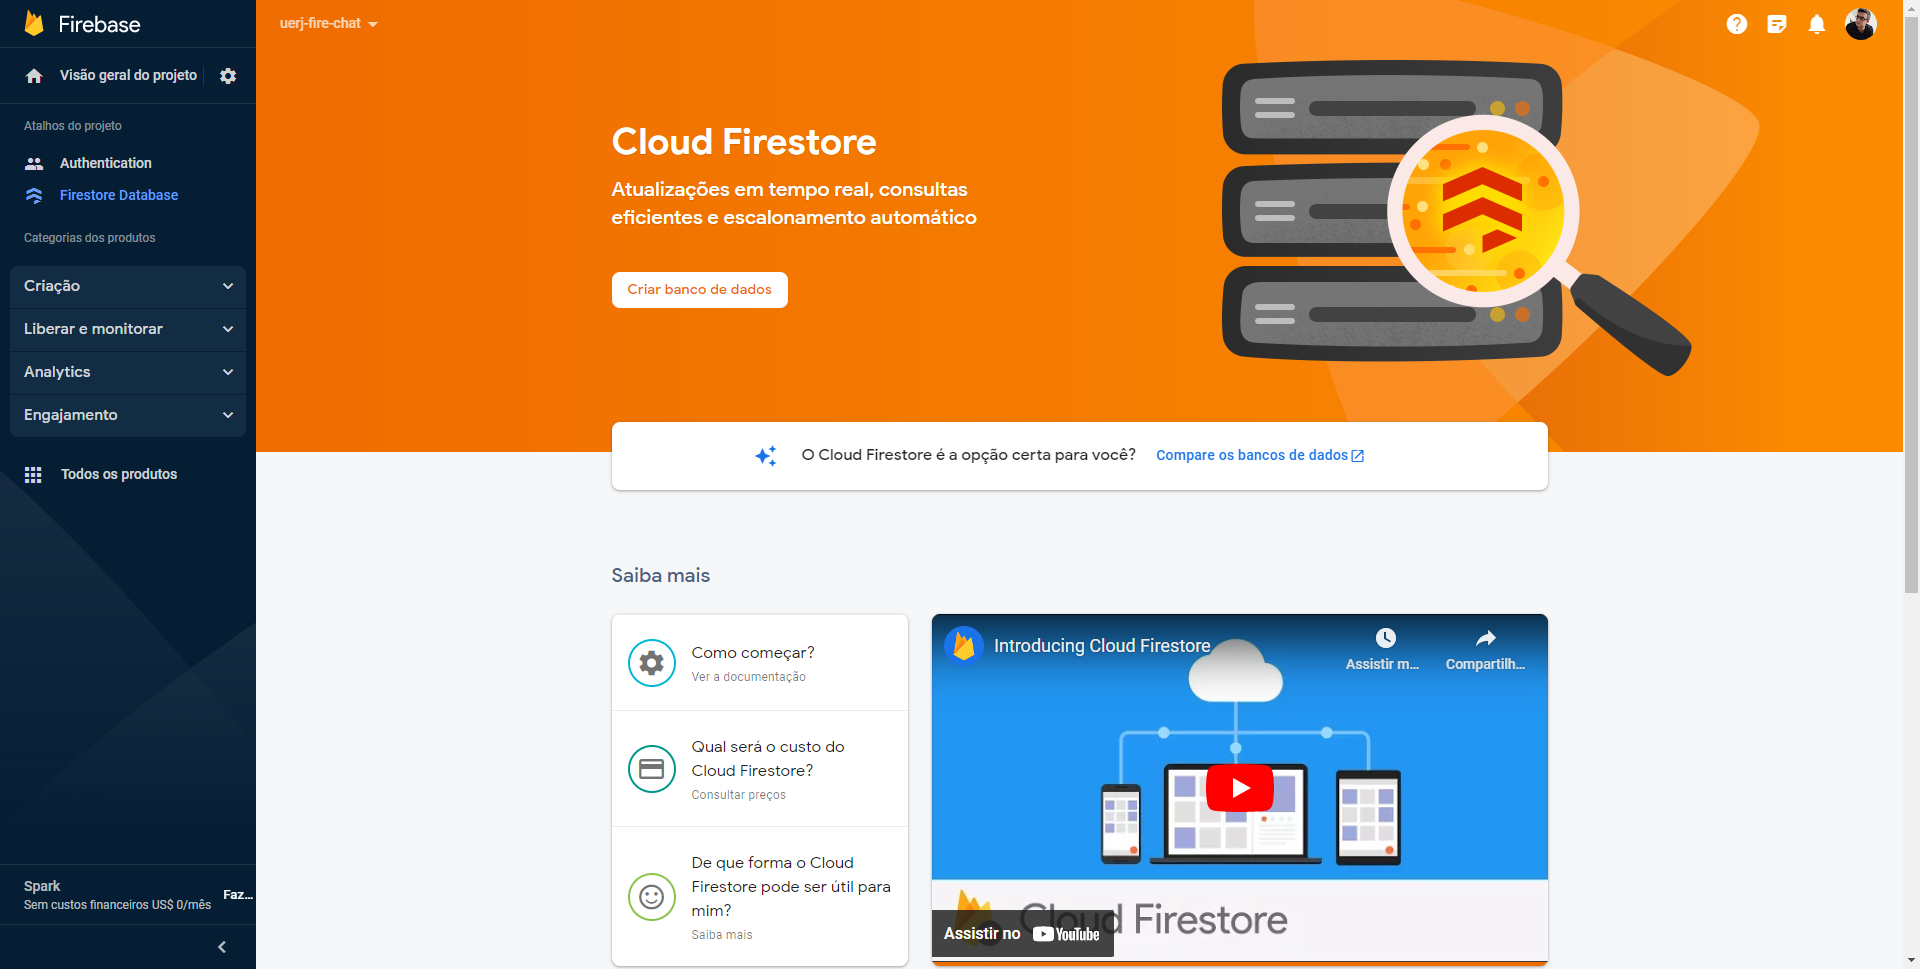 Firebase
Visão geral do projeto
Atalhos do projeto
Authentication
Firestore Database
Categorias dos produtos
Criação
Liberar e monitorar
Analytics
Engajamento
Todos os produtos
Spark
Sem custos financeiros US$ 0/mês
Faz...
uerj-fire-chat
Cloud Firestore
Atualizações em tempo real, consultas
eficientes e escalonamento automático
Criar banco de dados
O Cloud Firestore é a opção certa para você?
Compare os bancos de dados
Saiba mais
Como começar?
Ver a documentação
Qual será o custo do
Cloud Firestore?
Consultar preços
De que forma o Cloud
Firestore pode ser útil para
mim?
Saiba mais
Introducing Cloud Firestore
Assistir m...
Compartilh...
Cloud Firestore
Assistir no YouTube